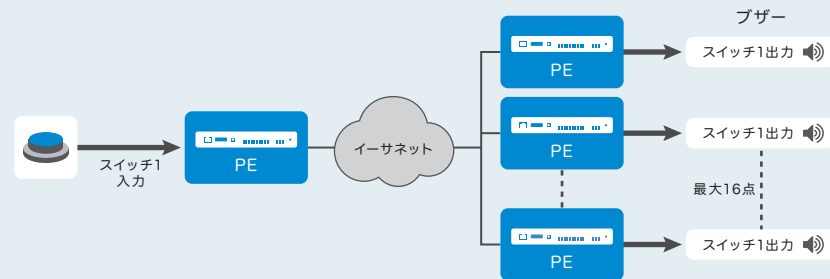 ブザー
PE
スイッチ1出力
スイッチ1
入力
PE
イーサネット
PE
スイッチ1出力
最大16点
PE
スイッチ1出力